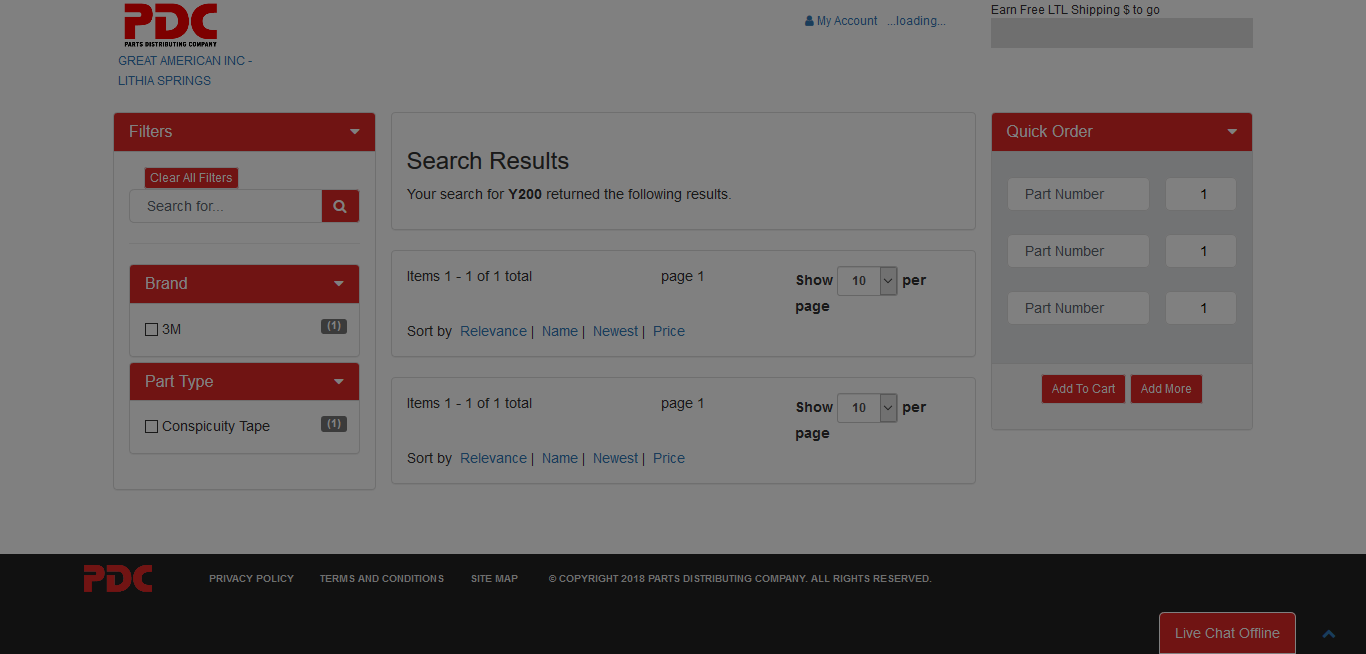 PDC
PARTS DISTRIBUTING COMPANY
GREAT AMERICAN INC -
LITHIA SPRINGS
My Account ...loading...
Earn Free LTL Shipping $ to go
Filters
Clear All Filters
Search for...
Brand
3M (1)
Part Type
Conspicuity Tape (1)
Search Results
Your search for Y200 returned the following results.
Items 1 - 1 of 1 total page 1 Show 10 per
page
Sort by Relevance | Name | Newest | Price
Items 1 - 1 of 1 total page 1 Show 10 per
page
Sort by Relevance | Name | Newest | Price
Quick Order
Part Number 1
Part Number 1
Part Number 1
Add To Cart Add More
PDC PRIVACY POLICY TERMS AND CONDITIONS SITE MAP © COPYRIGHT 2018 PARTS DISTRIBUTING COMPANY. ALL RIGHTS RESERVED.
Live Chat Offline